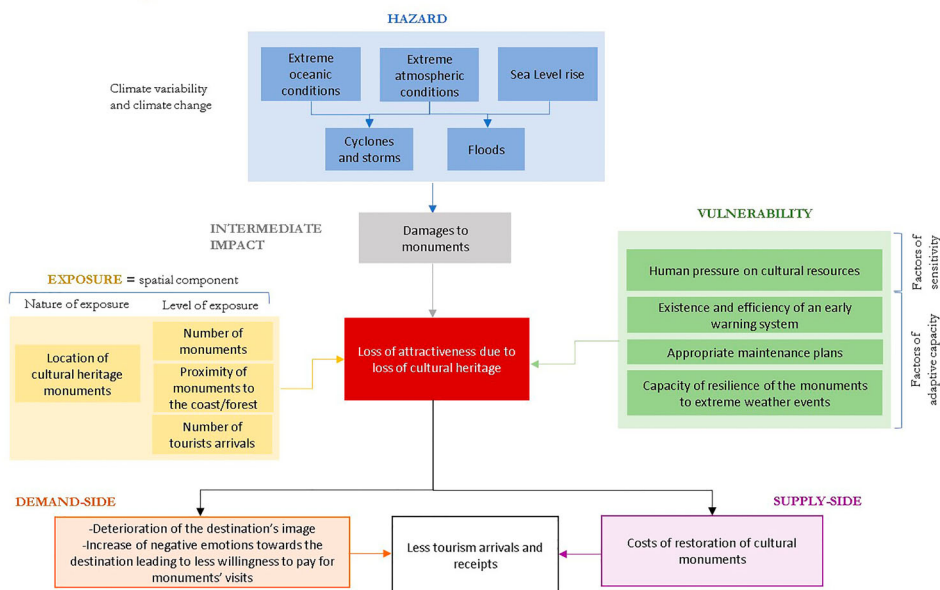 HAZARD
Extreme
oceanic
conditions
Extreme
atmospheric
conditions
Sea Level rise
Climate variability
and climate change
Cyclones
and storms
Floods
INTERMEDIATE
IMPACT
Damages to
monuments
VULNERABILITY
Human pressure on cultural resources
Factors of
sensitivity
Existence and efficiency of an early
warning system
Appropriate maintenance plans
Capacity of resilience of the monuments
to extreme weather events
Factors of
adaptive capacity
EXPOSURE = spatial component
Nature of exposure
Level of exposure
Location of
cultural heritage
monuments
Number of
monuments
Proximity of
monuments to
the coast/forest
Number of
tourists arrivals
Loss of attractiveness due to
loss of cultural heritage
DEMAND-SIDE
-Deterioration of the destination's image
-Increase of negative emotions towards the
destination leading to less willingness to pay for
monuments' visits
Less tourism arrivals and
receipts
SUPPLY-SIDE
Costs of restoration of cultural
monuments